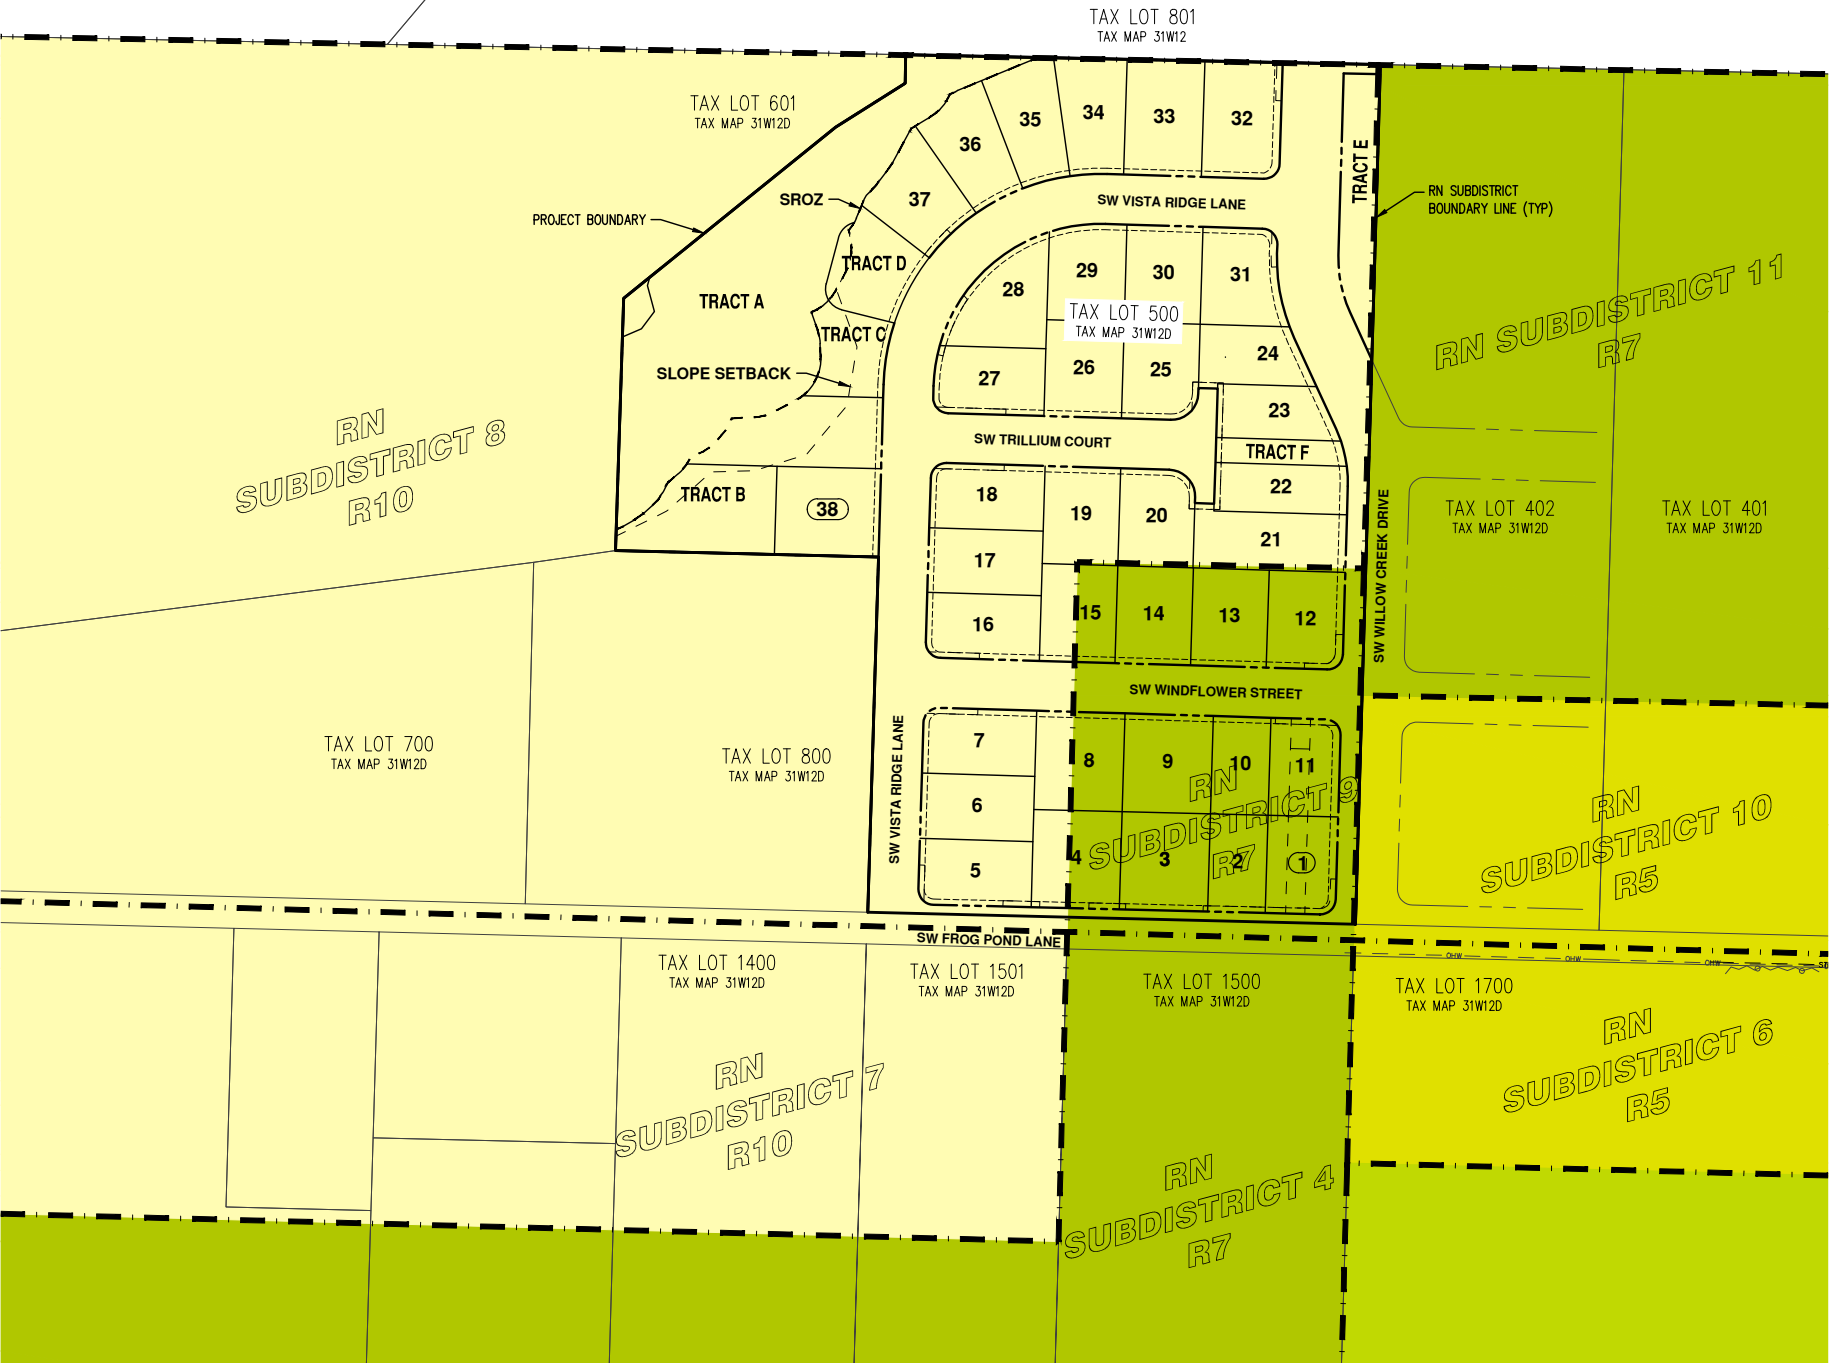 TAX LOT 801
TAX MAP 31W12
TAX LOT 601
TAX MAP 31W12D
35
34
33
32
36
37
TRACT E
SROZ
PROJECT BOUNDARY
SW VISTA RIDGE LANE
RN SUBDISTRICT
BOUNDARY LINE (TYP)
TRACT D
TRACT A
TRACT C
SLOPE SETBACK
28
29
30
31
TAX LOT 500
TAX MAP 31W12D
27
26
25
24
23
RN SUBDISTRICT 11
R7
RN
SUBDISTRICT 8
R10
SW TRILLIUM COURT
TRACT F
TRACT B
38
18
19
20
22
21
17
16
15
14
13
12
SW WILLOW CREEK DRIVE
TAX LOT 402
TAX MAP 31W12D
TAX LOT 401
TAX MAP 31W12D
SW WINDFLOWER STREET
TAX LOT 700
TAX MAP 31W12D
TAX LOT 800
TAX MAP 31W12D
SW VISTA RIDGE LANE
7
8
9
10
11
6
5
4
3
2
1
RN
SUBDISTRICT 9
R7
RN
SUBDISTRICT 10
R5
SW FROG POND LANE
OHW
OHW
OHW
SD
TAX LOT 1400
TAX MAP 31W12D
TAX LOT 1501
TAX MAP 31W12D
TAX LOT 1500
TAX MAP 31W12D
TAX LOT 1700
TAX MAP 31W12D
RN
SUBDISTRICT 7
R10
RN
SUBDISTRICT 6
R5
RN
SUBDISTRICT 4
R7